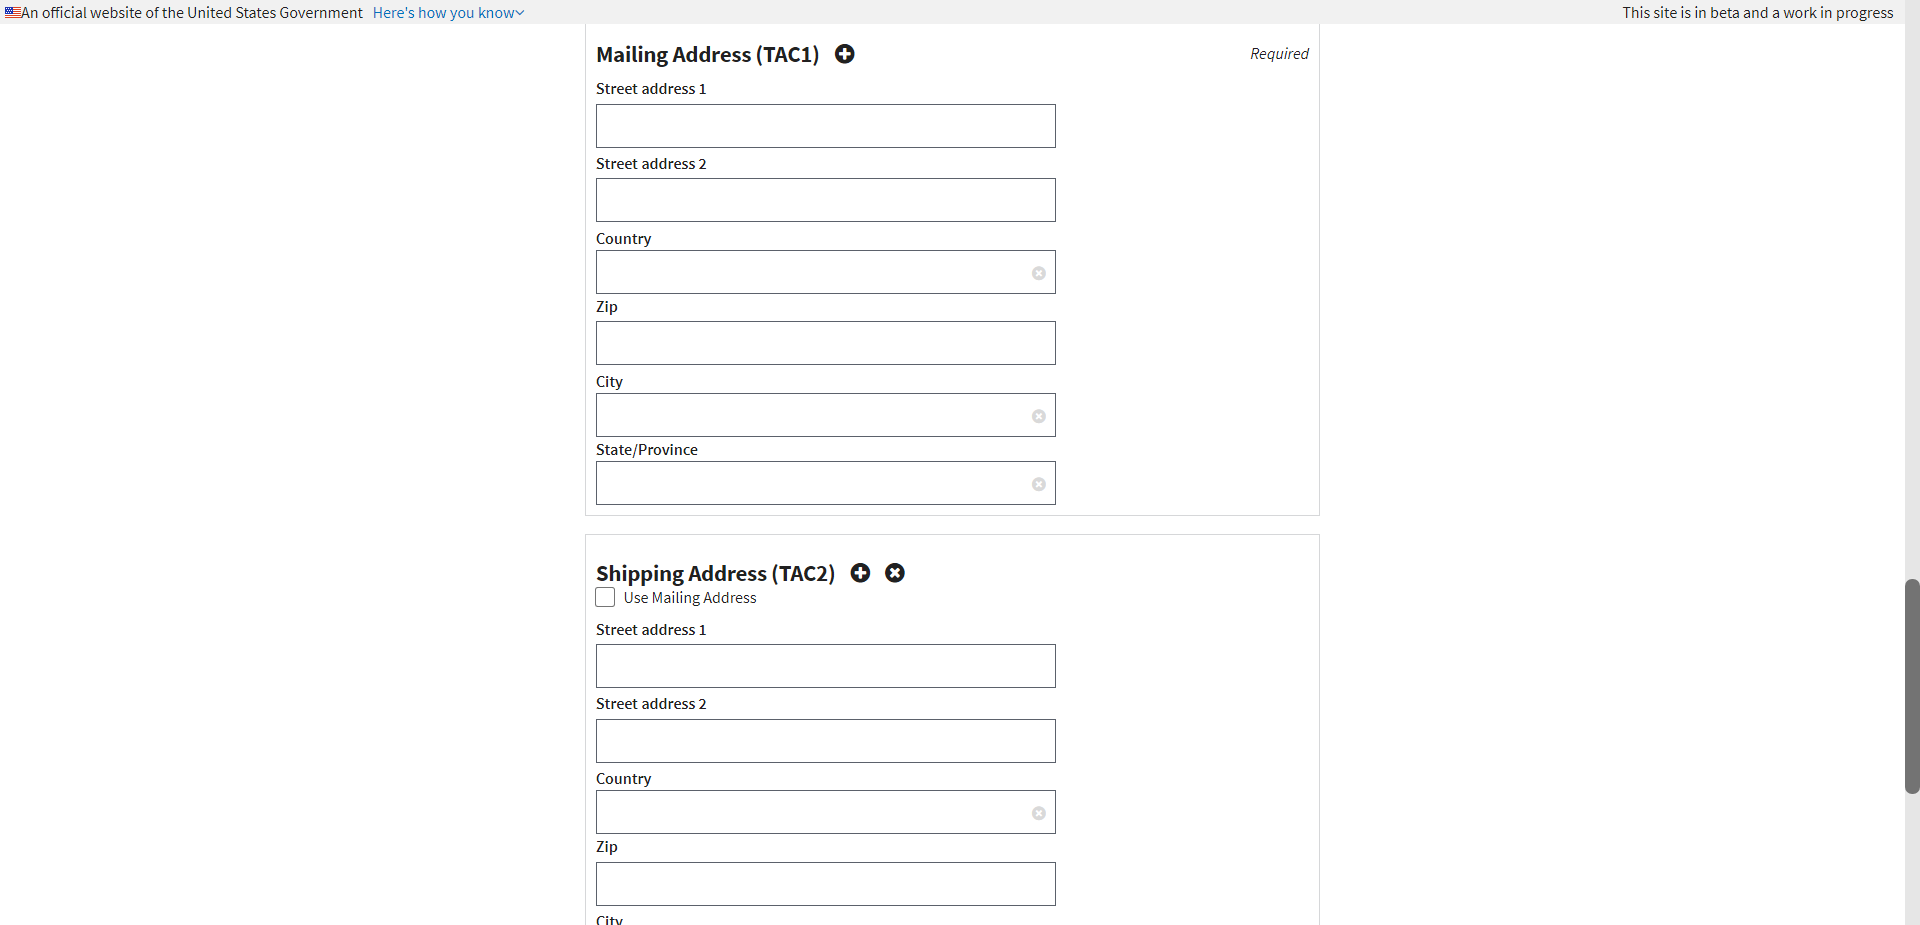 An official website of the United States Government Here's how you know
This site is in beta and a work in progress
Mailing Address (TAC1)
Required
Street address 1
Street address 2
Country
Zip
City
State/Province
Shipping Address (TAC2)
Use Mailing Address
Street address 1
Street address 2
Country
Zip
City